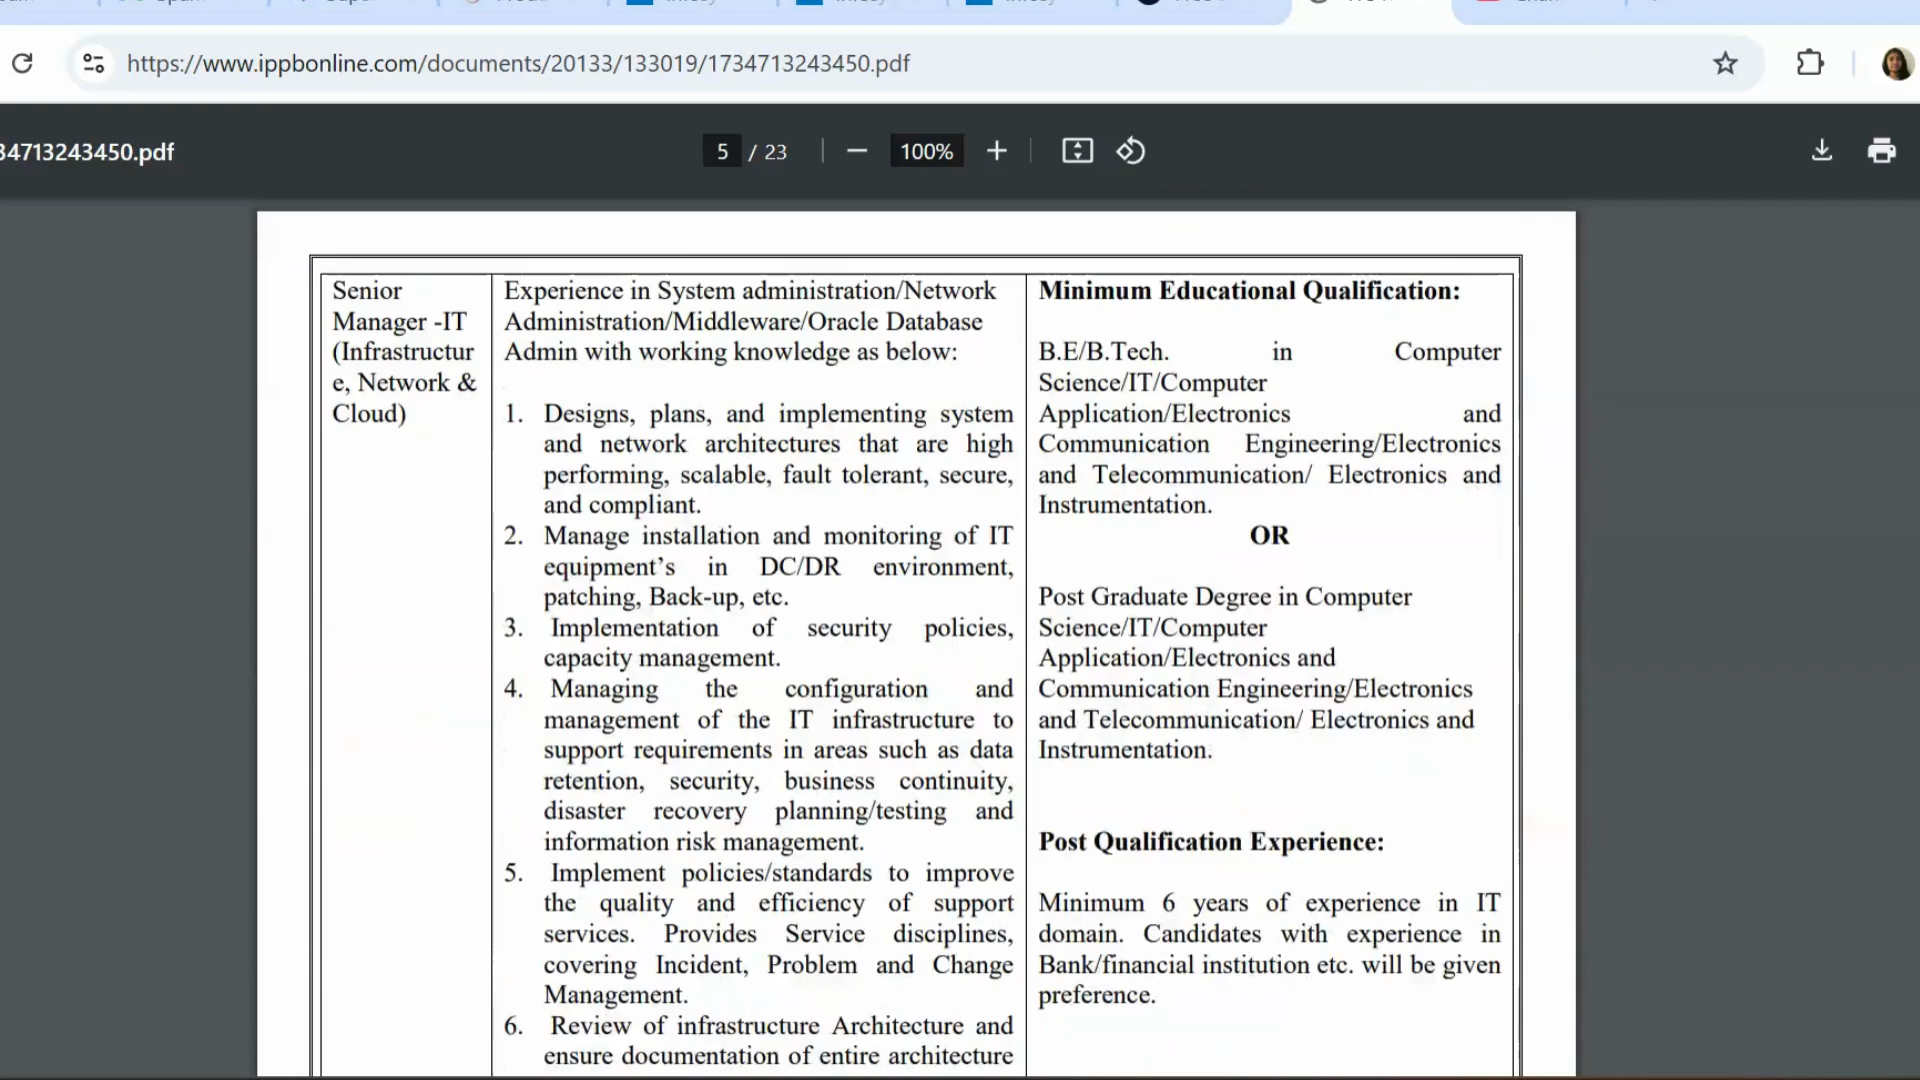 https://www.ippbonline.com/documents/20133/133019/1734713243450.pdf
34713243450.pdf
5 / 23
100%
Senior
Manager -IT
(Infrastructur
e, Network &
Cloud)
Experience in System administration/Network
Administration/Middleware/Oracle Database
Admin with working knowledge as below:
1. Designs, plans, and implementing system
and network architectures that are high
performing, scalable, fault tolerant, secure,
and compliant.
2. Manage installation and monitoring of IT
equipment’s in DC/DR environment,
patching, Back-up, etc.
3. Implementation of security policies,
capacity management.
4. Managing the configuration and
management of the IT infrastructure to
support requirements in areas such as data
retention, security, business continuity,
disaster recovery planning/testing and
information risk management.
5. Implement policies/standards to improve
the quality and efficiency of support
services. Provides Service disciplines,
covering Incident, Problem and Change
Management.
6. Review of infrastructure Architecture and
ensure documentation of entire architecture
Minimum Educational Qualification:
B.E/B.Tech. in Computer
Science/IT/Computer
Application/Electronics and
Communication Engineering/Electronics
and Telecommunication/ Electronics and
Instrumentation.
OR
Post Graduate Degree in Computer
Science/IT/Computer
Application/Electronics and
Communication Engineering/Electronics
and Telecommunication/ Electronics and
Instrumentation.
Post Qualification Experience:
Minimum 6 years of experience in IT
domain. Candidates with experience in
Bank/financial institution etc. will be given
preference.